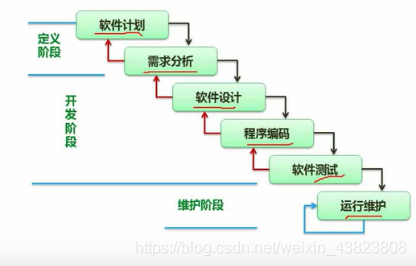 软件计划
定义
阶段
需求分析
软件设计
开
发
阶
段
程序编码
软件测试
维护阶段
运行维护
https://blog.csdn.net/weixin_43823808